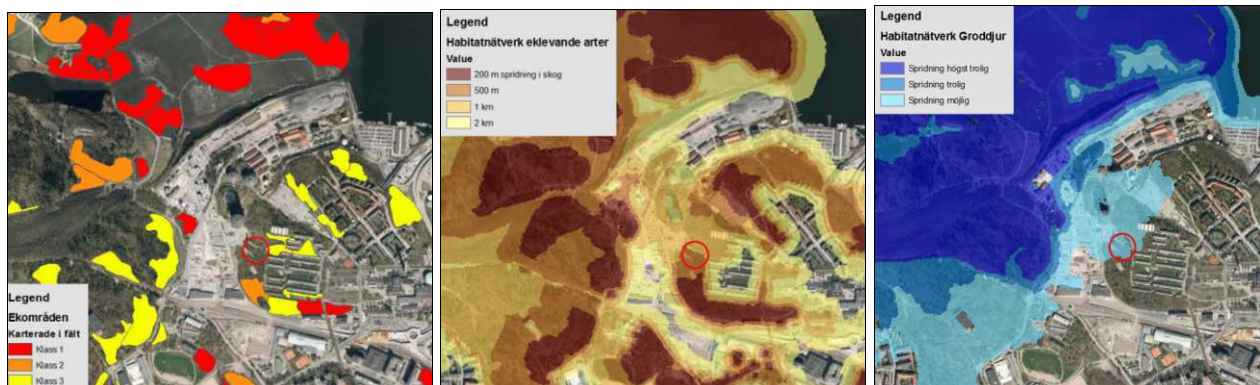 Legend
Ekområden
Karterade i fält
Klass 1
Klass 2
Klass 3
Legend
Habitatnätverk eklevande arter
Value
200 m spridning i skog
500 m
1 km
2 km
Legend
Habitatnätverk Groddjur
Value
Spridning högst trolig
Spridning trolig
Spridning möjlig